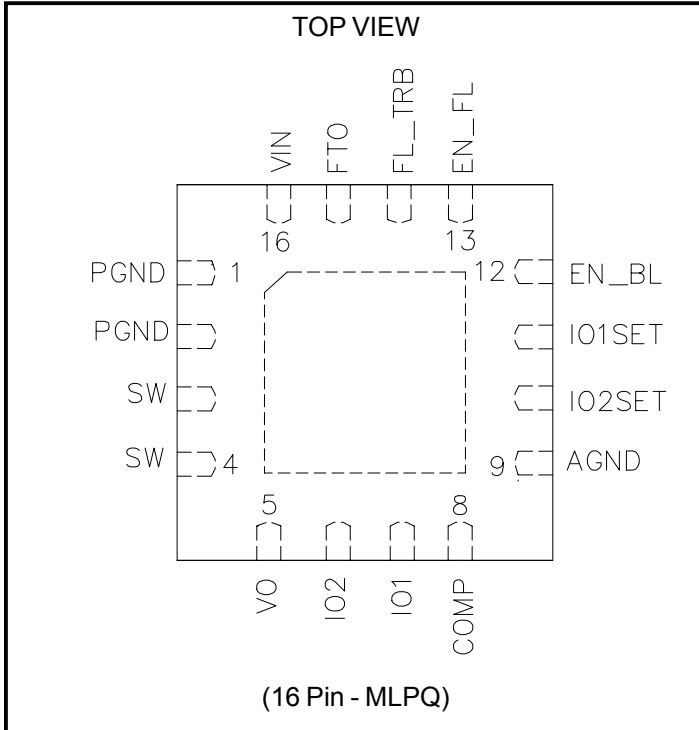 TOP VIEW
VIN
FTO
FL_TRB
EN_FL
16
13
PGND 1
12 EN_BL
PGND
IO1SET
SW
IO2SET
SW 4
9 AGND
5
8
VO
IO2
IO1
COMP
(16 Pin - MLPQ)